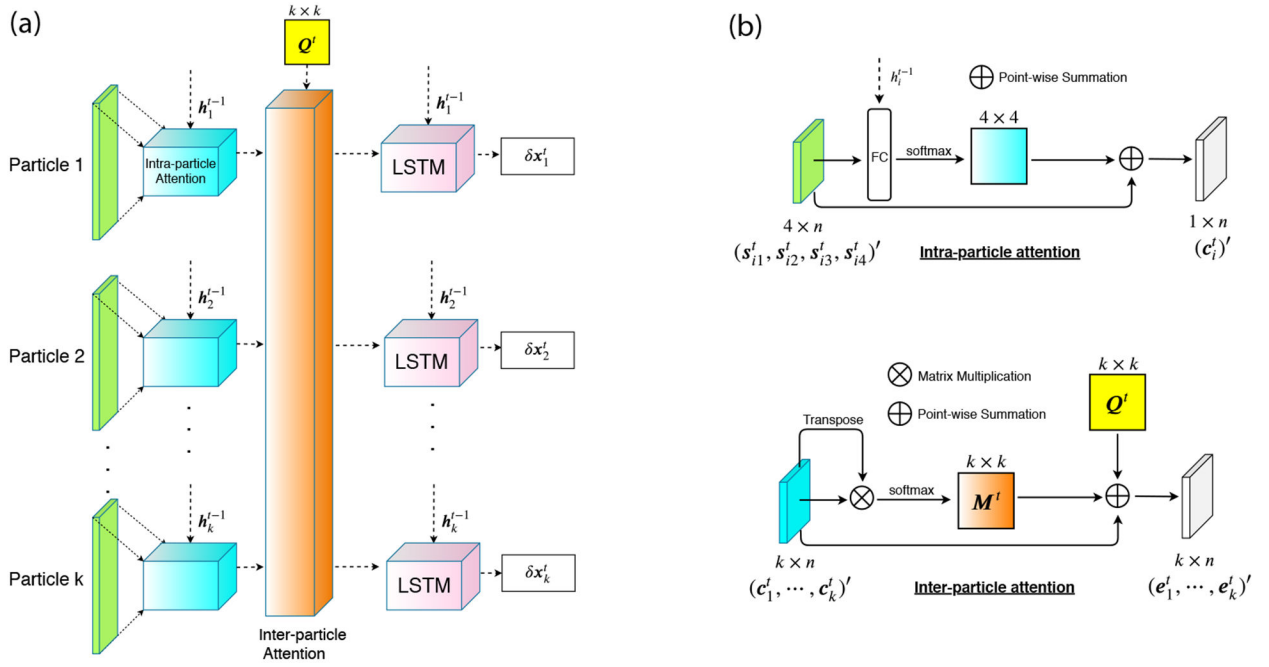 (a)
k × k
Q^t
h_1^{t−1}
h_1^{t−1}
Particle 1
Intra-particle
Attention
LSTM
δx_1^t
h_2^{t−1}
h_2^{t−1}
Particle 2
LSTM
δx_2^t
h_k^{t−1}
h_k^{t−1}
Particle k
LSTM
δx_k^t
Inter-particle
Attention
(b)
h_i^{t−1}
Point-wise Summation
4 × 4
FC
softmax
4 × n
1 × n
(s_{i1}^t, s_{i2}^t, s_{i3}^t, s_{i4}^t)′
Intra-particle attention
(c_i^t)′
Matrix Multiplication
k × k
Q^t
Point-wise Summation
Transpose
k × k
softmax
M^t
k × n
k × n
(c_1^t, ⋯, c_k^t)′
Inter-particle attention
(e_1^t, ⋯, e_k^t)′